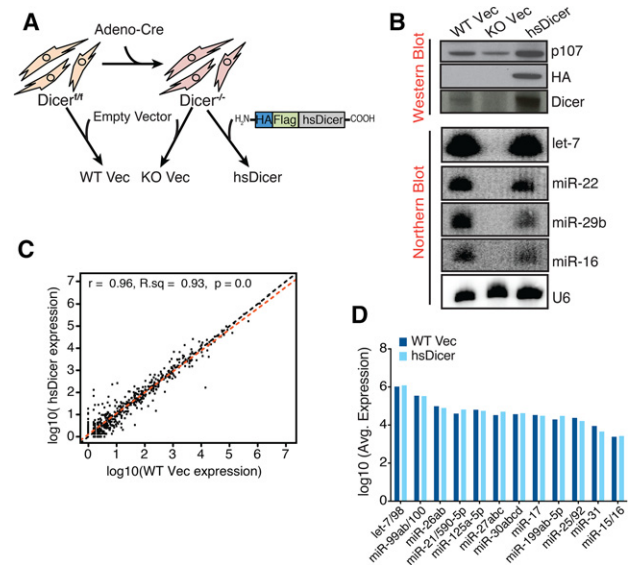 A
Adeno-Cre
Dicerf/f
Dicer-/-
Empty Vector
H2N- HA Flag hsDicer -COOH
WT Vec KO Vec hsDicer
B
WT Vec KO Vec hsDicer
Western Blot
p107
HA
Dicer
Northern Blot
let-7
miR-22
miR-29b
miR-16
U6
C
r = 0.96, R.sq = 0.93, p = 0.0
log10( hsDicer expression)
7
6
5
4
3
2
1
0
0 1 2 3 4 5 6 7
log10(WT Vec expression)
D
WT Vec
hsDicer
log10 (Avg. Expression)
8
6
4
2
0
let-7/98
miR-99ab/100
miR-26ab
miR-21/590-5p
miR-125a-5p
miR-27abc
miR-30abcd
miR-17
miR-199ab-5p
miR-25/92
miR-31
miR-15/16